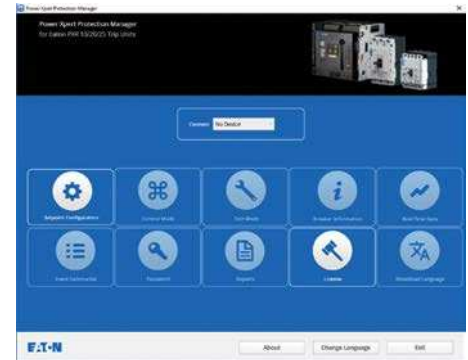 Power Xpert Protection Manager
Power Xpert Protection Manager
for Eaton PXR 10/20/25 Trip Units
Connect: No Device
Setpoint Configuration
Control Mode
Test Mode
Breaker Information
Real-Time Data
Event Summaries
Password
Reports
License
Download Language
EATON
About
Change Language
Exit